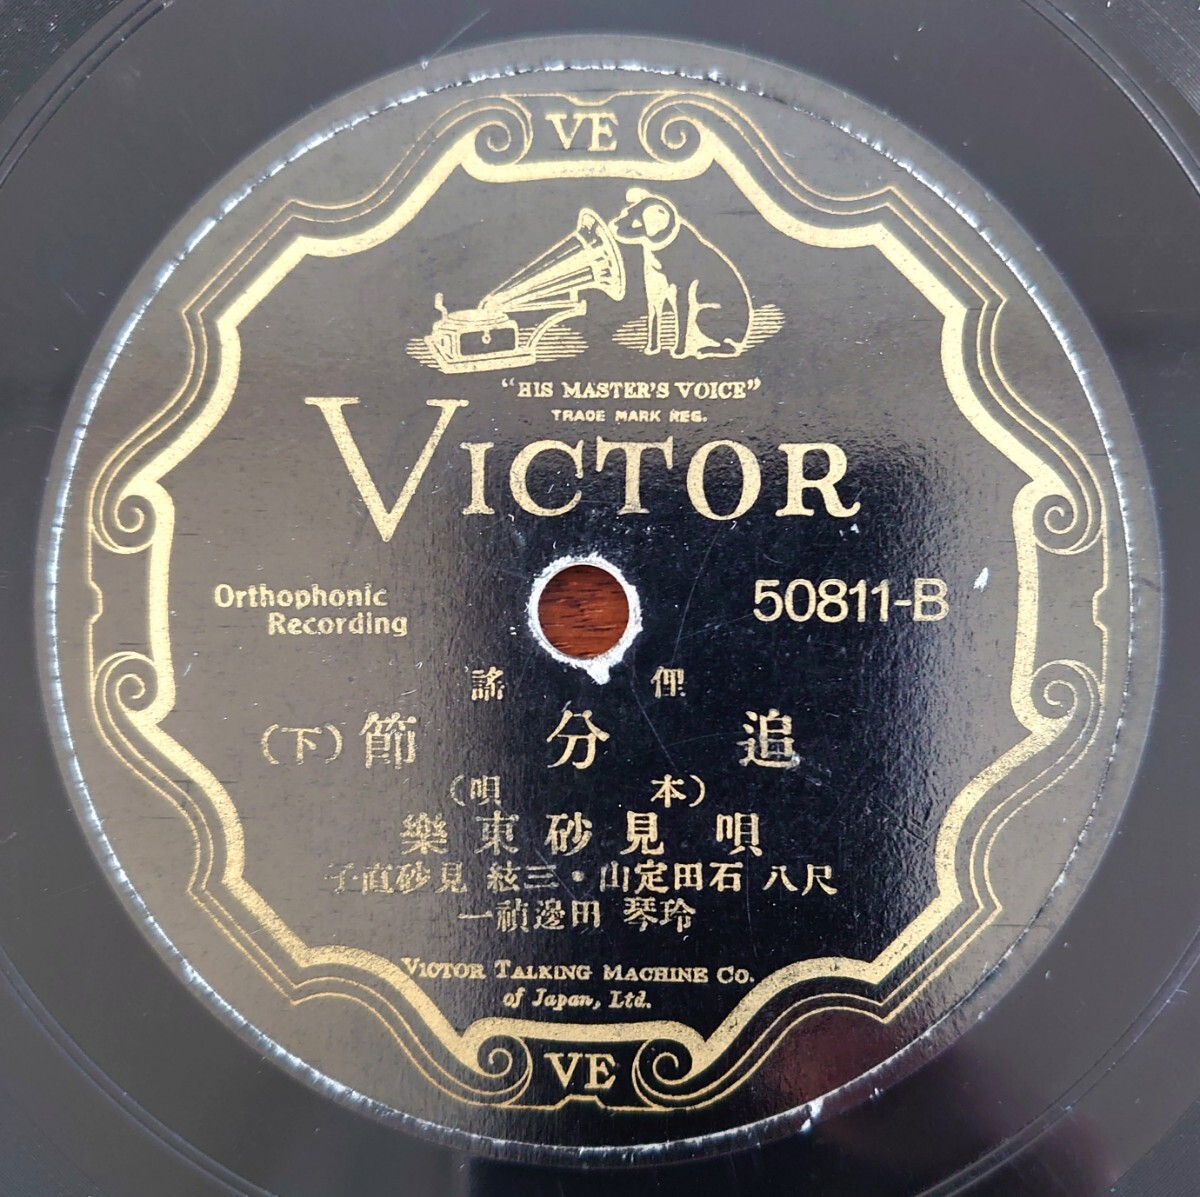 VE
"HIS MASTER'S VOICE"
TRADE MARK REG.
VICTOR
Orthophonic
Recording
50811-B
俚謠
追分節(下)
(本唄)
唄 見砂東樂
尺八 石田定山・三絃 見砂直子
玲琴 田邊禎一
VICTOR TALKING MACHINE CO.
of Japan, Ltd.
VE